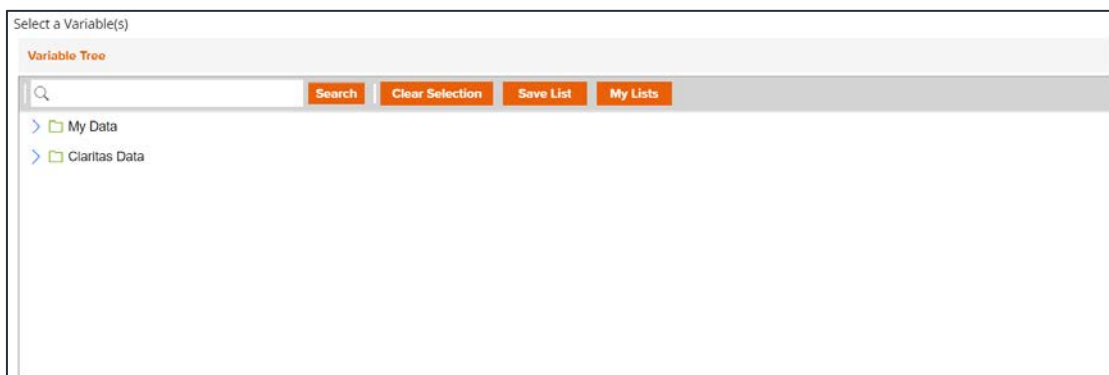 Select a Variable(s)
Variable Tree
Search Clear Selection Save List My Lists
My Data
Claritas Data